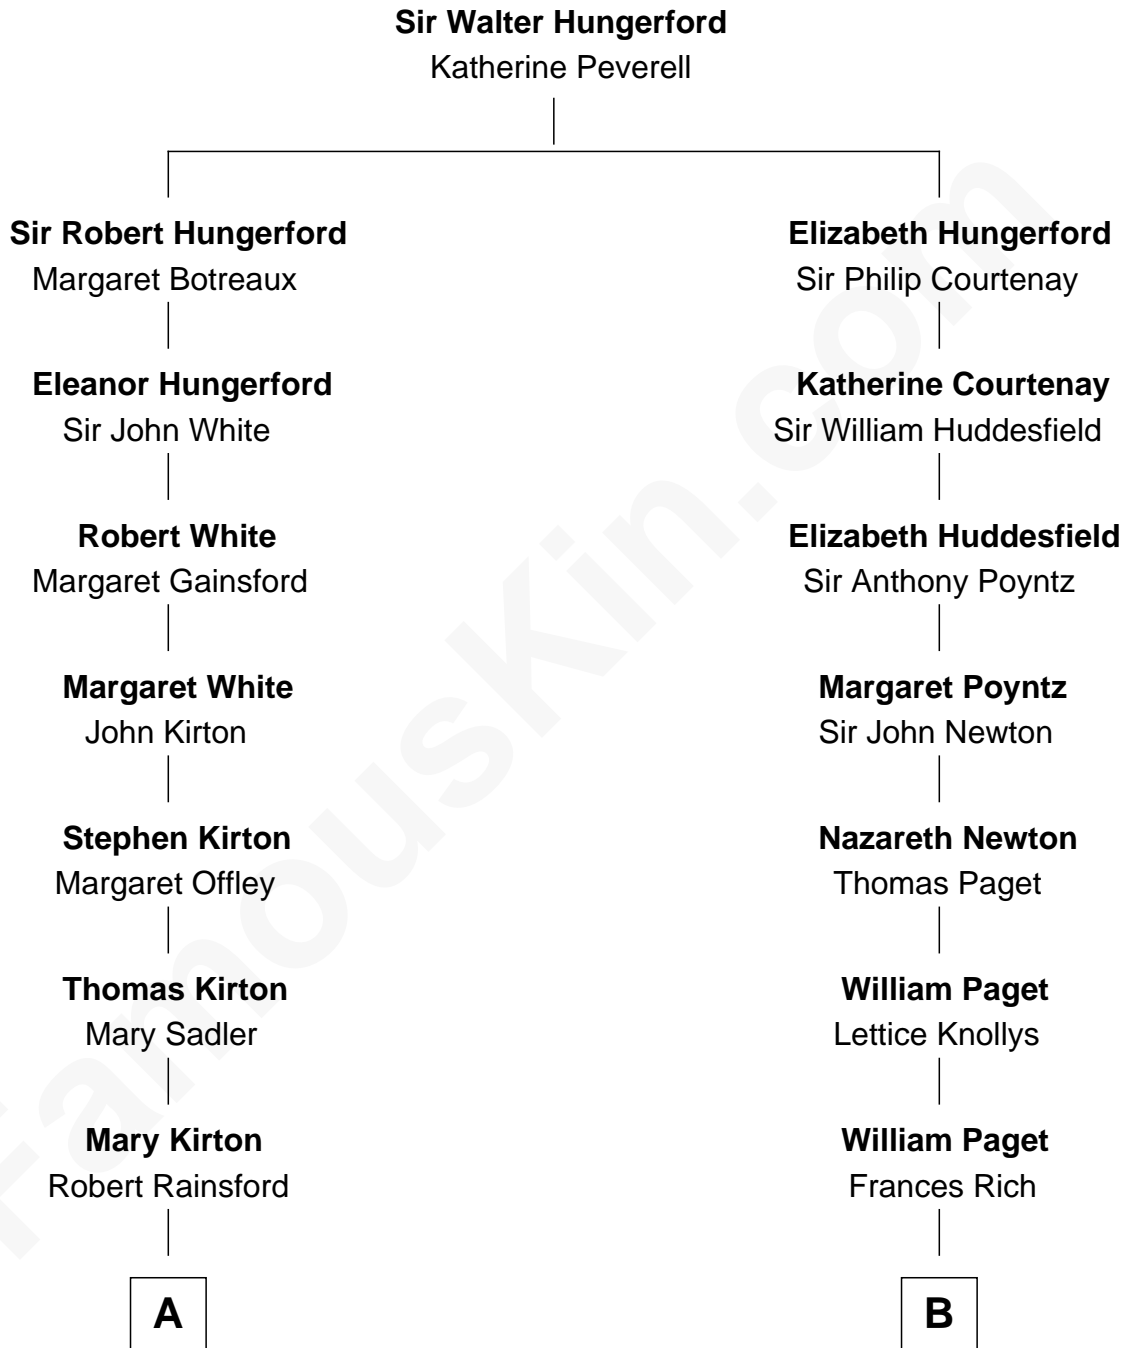 Sir Walter Hungerford
Katherine Peverell
Sir Robert Hungerford
Margaret Botreaux
Elizabeth Hungerford
Sir Philip Courtenay
Eleanor Hungerford
Sir John White
Katherine Courtenay
Sir William Huddesfield
Robert White
Margaret Gainsford
Elizabeth Huddesfield
Sir Anthony Poyntz
Margaret White
John Kirton
Margaret Poyntz
Sir John Newton
Stephen Kirton
Margaret Offley
Nazareth Newton
Thomas Paget
Thomas Kirton
Mary Sadler
William Paget
Lettice Knollys
Mary Kirton
Robert Rainsford
William Paget
Frances Rich
A
B
FamousKin.com